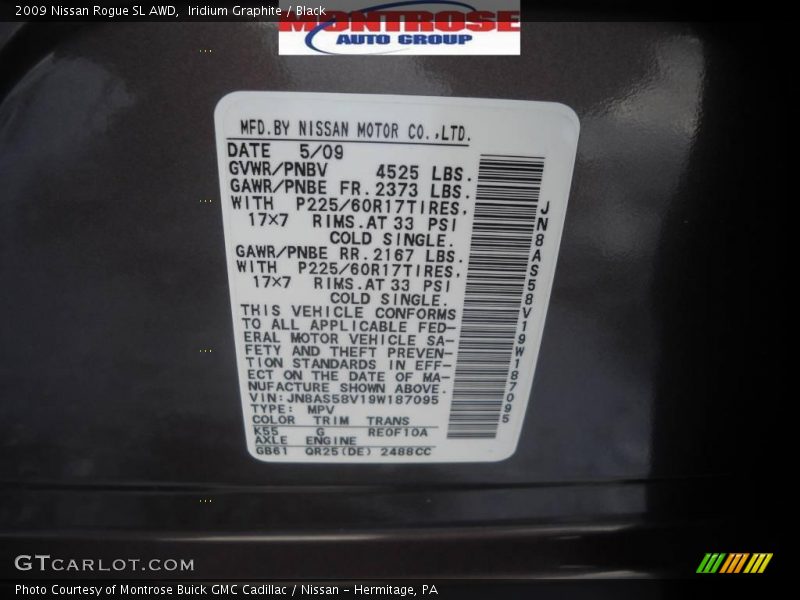 2009 Nissan Rogue SL AWD, Iridium Graphite / Black
MONTROSE
AUTO GROUP
MFD.BY NISSAN MOTOR CO.,LTD.
DATE 5/09
GVWR/PNBV 4525 LBS.
GAWR/PNBE FR.2373 LBS.
WITH P225/60R17TIRES,
17×7 RIMS.AT 33 PSI
COLD SINGLE.
GAWR/PNBE RR.2167 LBS.
WITH P225/60R17TIRES,
17×7 RIMS.AT 33 PSI
COLD SINGLE.
THIS VEHICLE CONFORMS
TO ALL APPLICABLE FED-
ERAL MOTOR VEHICLE SA-
FETY AND THEFT PREVEN-
TION STANDARDS IN EFF-
ECT ON THE DATE OF MA-
NUFACTURE SHOWN ABOVE.
VIN:JN8AS58V19W187095
TYPE: MPV
COLOR TRIM TRANS
K55 G RE0F10A
AXLE ENGINE
GB61 QR25(DE) 2488CC
JN8AS58V19W187095
GTCARLOT.COM
Photo Courtesy of Montrose Buick GMC Cadillac / Nissan - Hermitage, PA